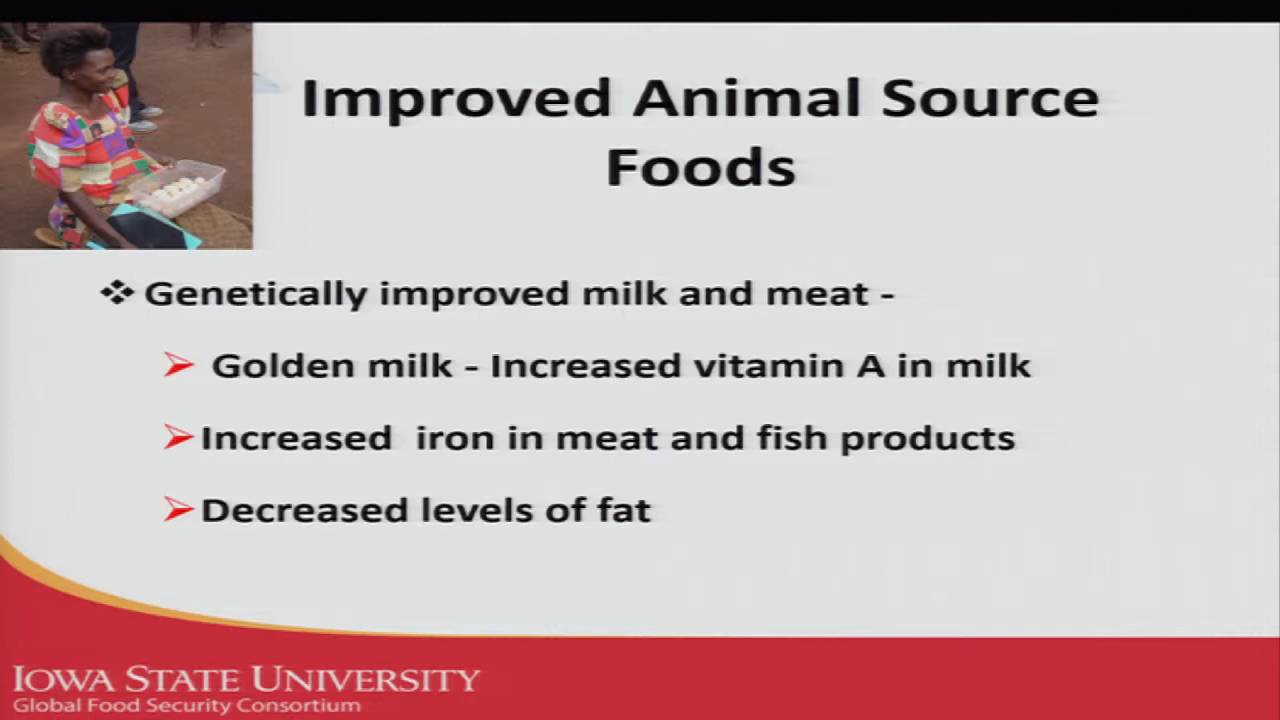 Improved Animal Source
Foods
❖ Genetically improved milk and meat -
➢ Golden milk - Increased vitamin A in milk
➢ Increased iron in meat and fish products
➢ Decreased levels of fat
IOWA STATE UNIVERSITY
Global Food Security Consortium